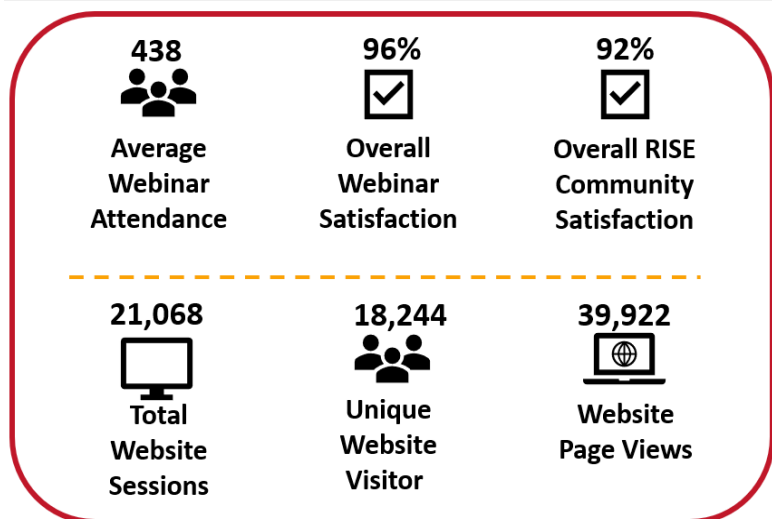 438
Average
Webinar
Attendance
96%
Overall
Webinar
Satisfaction
92%
Overall RISE
Community
Satisfaction
21,068
Total
Website
Sessions
18,244
Unique
Website
Visitor
39,922
Website
Page Views